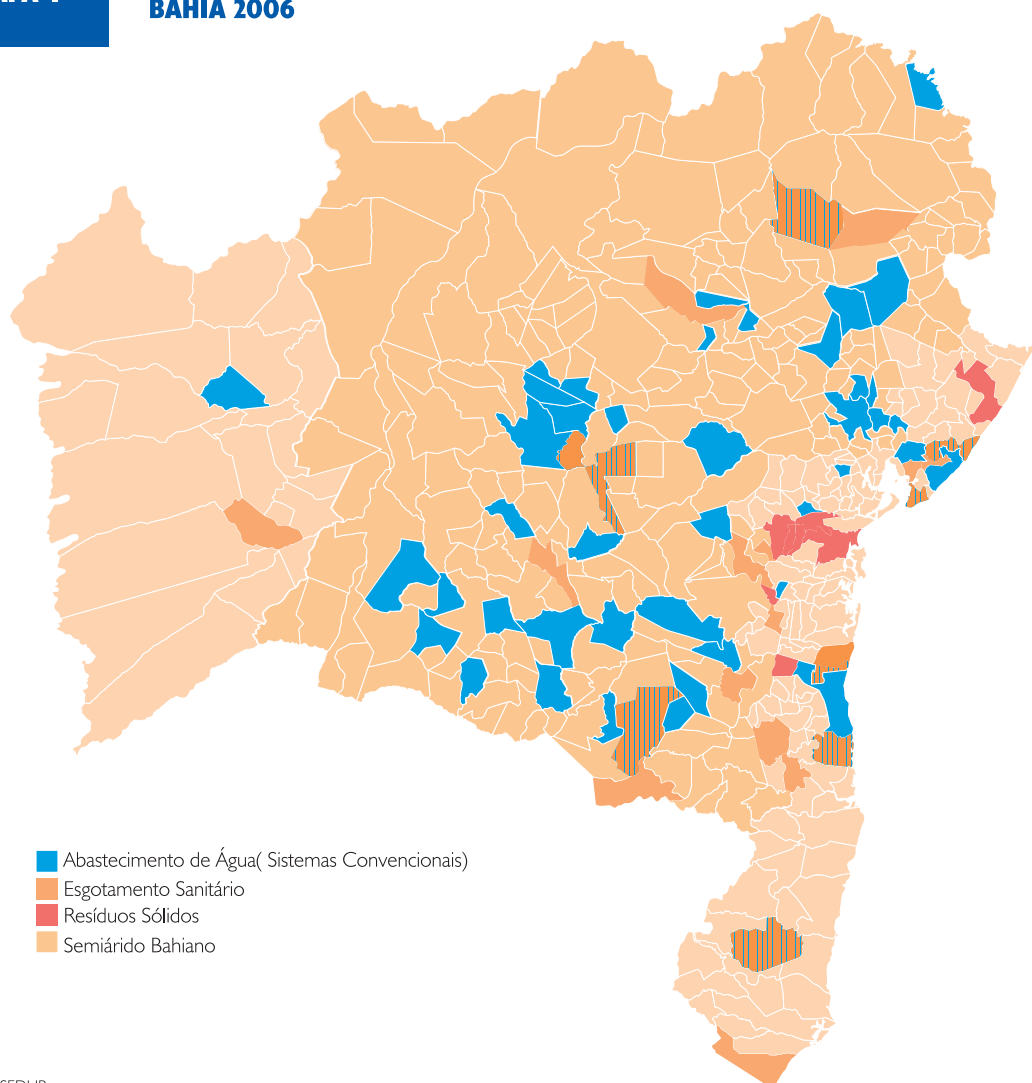 BAHIA 2006
Abastecimento de Água( Sistemas Convencionais)
Esgotamento Sanitário
Resíduos Sólidos
Semiárido Bahiano